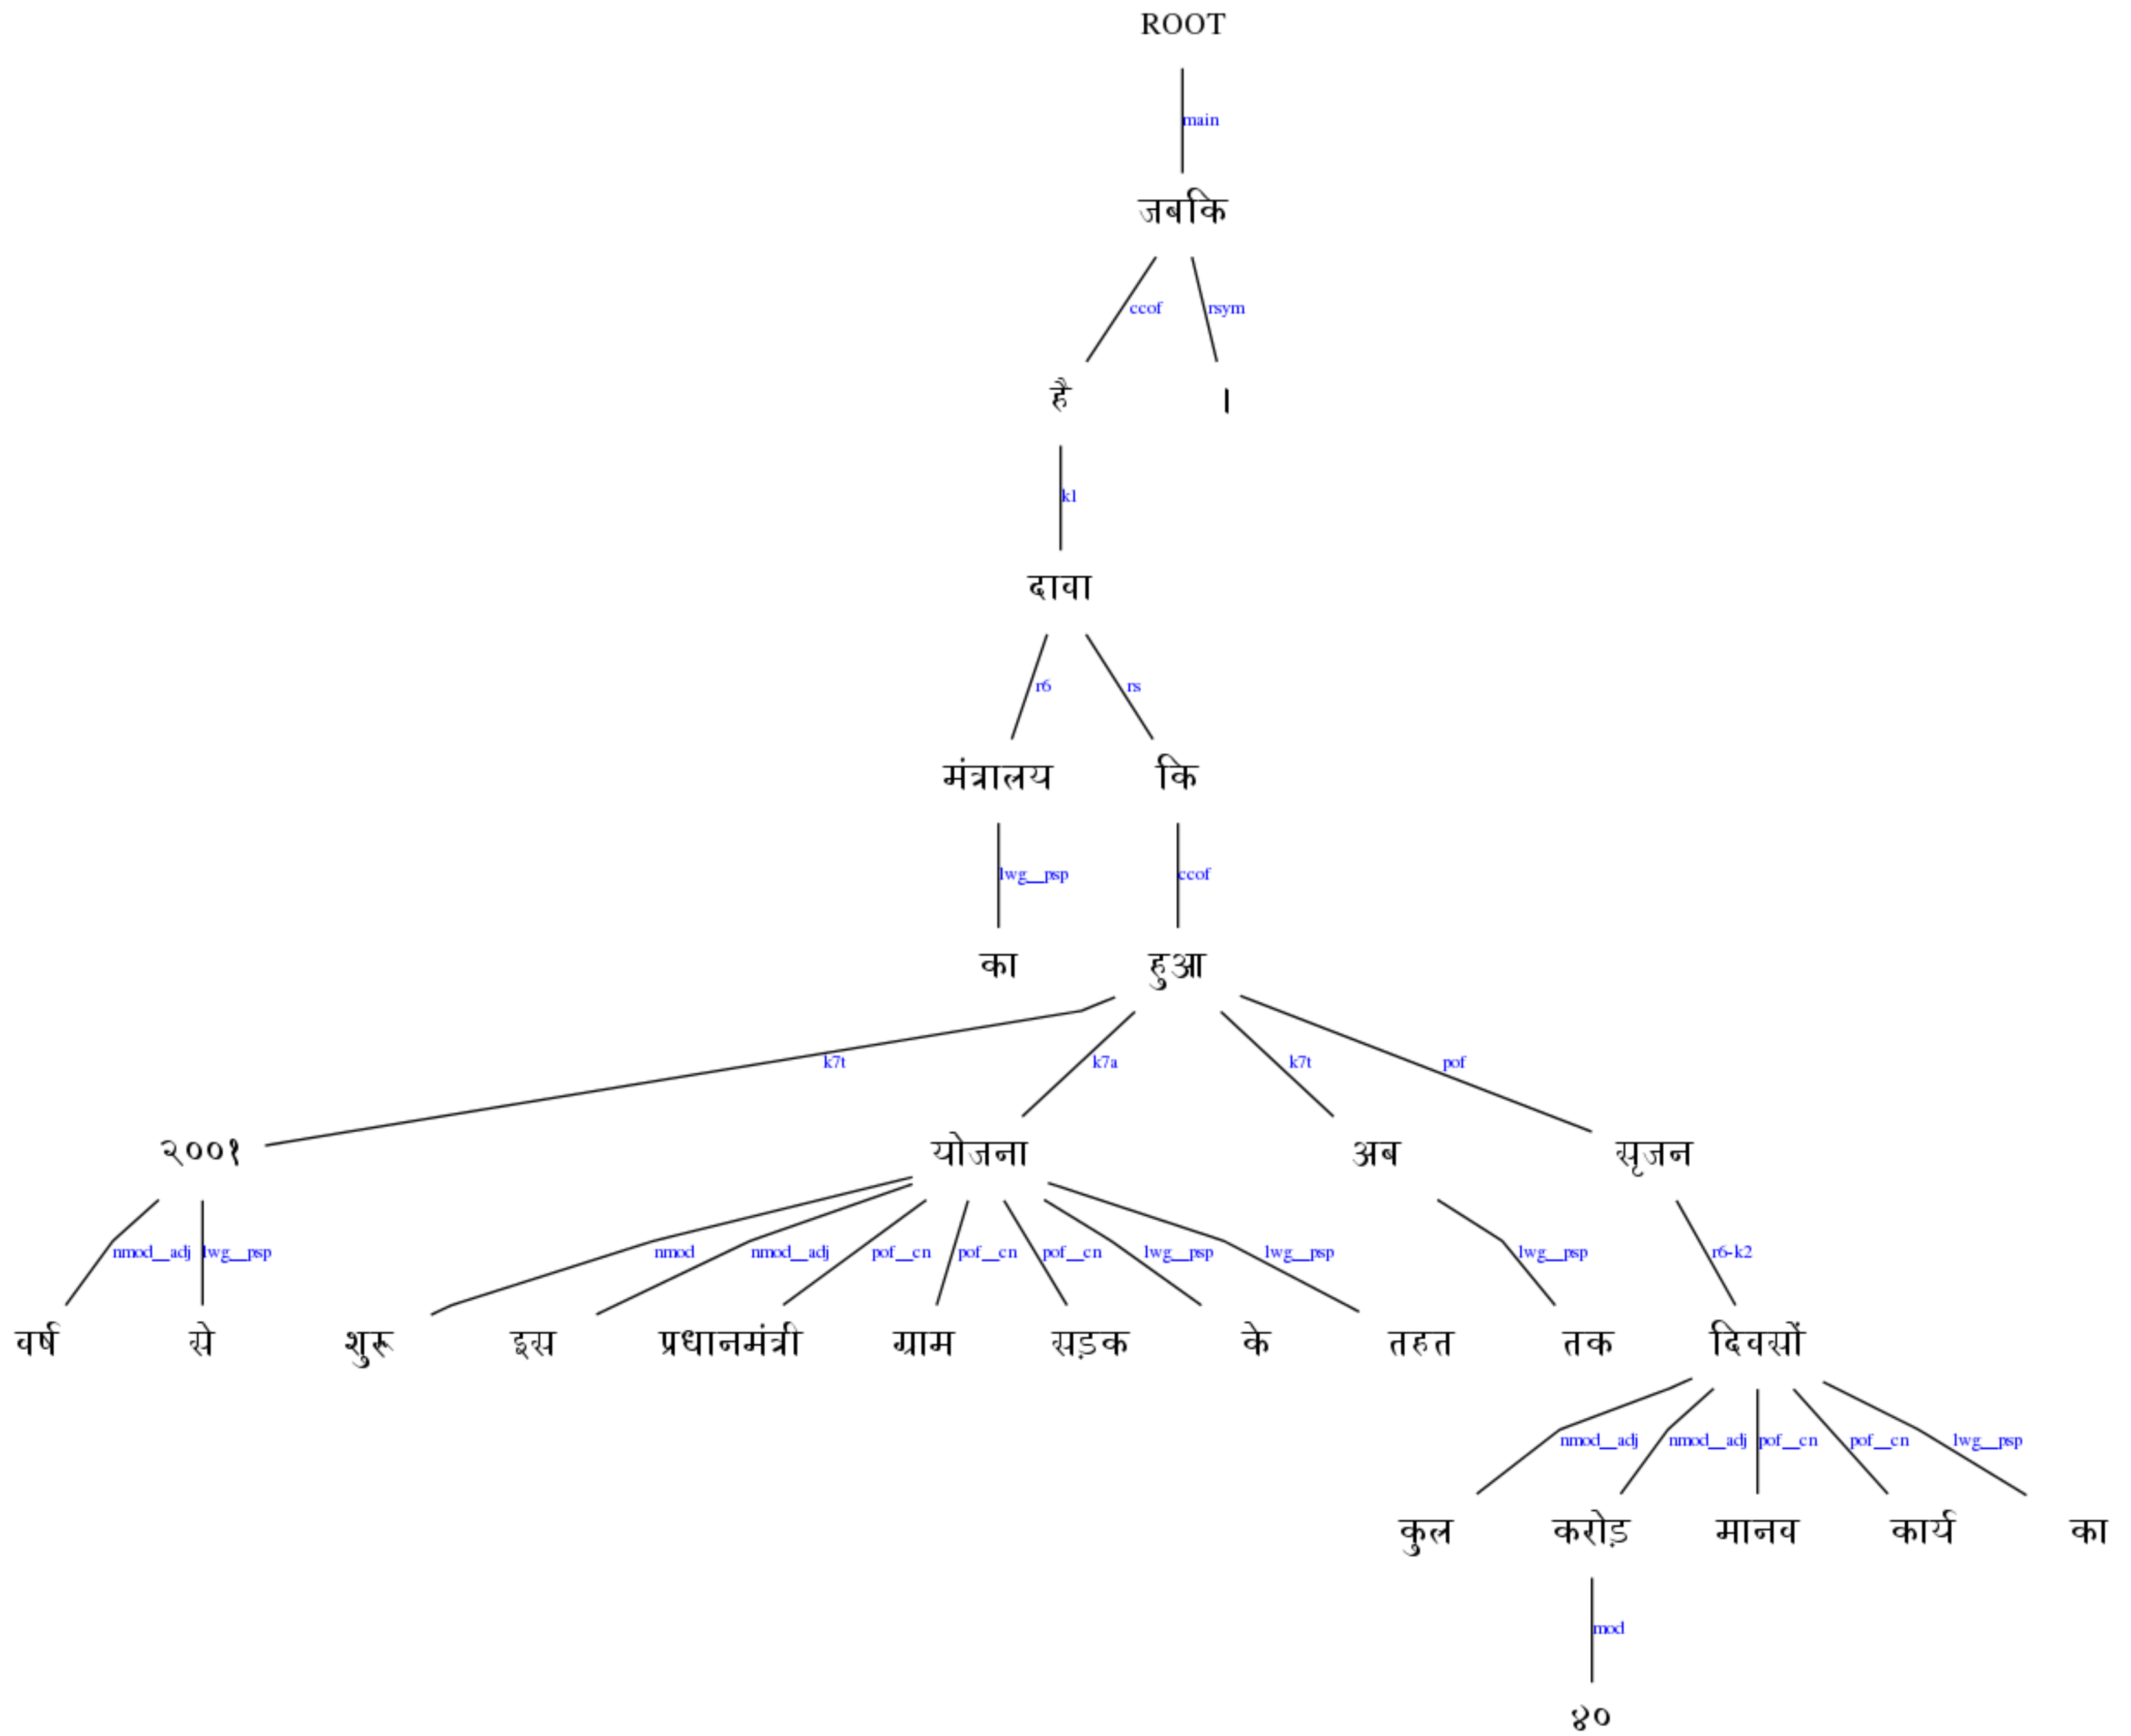 ROOT
main
जबकि
ccof rsym
है ।
k1
दावा
r6 rs
मंत्रालय कि
lwg__psp ccof
का हुआ
k7t k7a k7t pof
२००१ योजना अब सृजन
nmod__adj lwg__psp nmod nmod__adj pof__cn pof__cn pof__cn lwg__psp lwg__psp lwg__psp r6-k2
वर्ष से शुरू इस प्रधानमंत्री ग्राम सड़क के तहत तक दिवसों
nmod__adj nmod__adj pof__cn pof__cn lwg__psp
कुल करोड़ मानव कार्य का
mod
४०